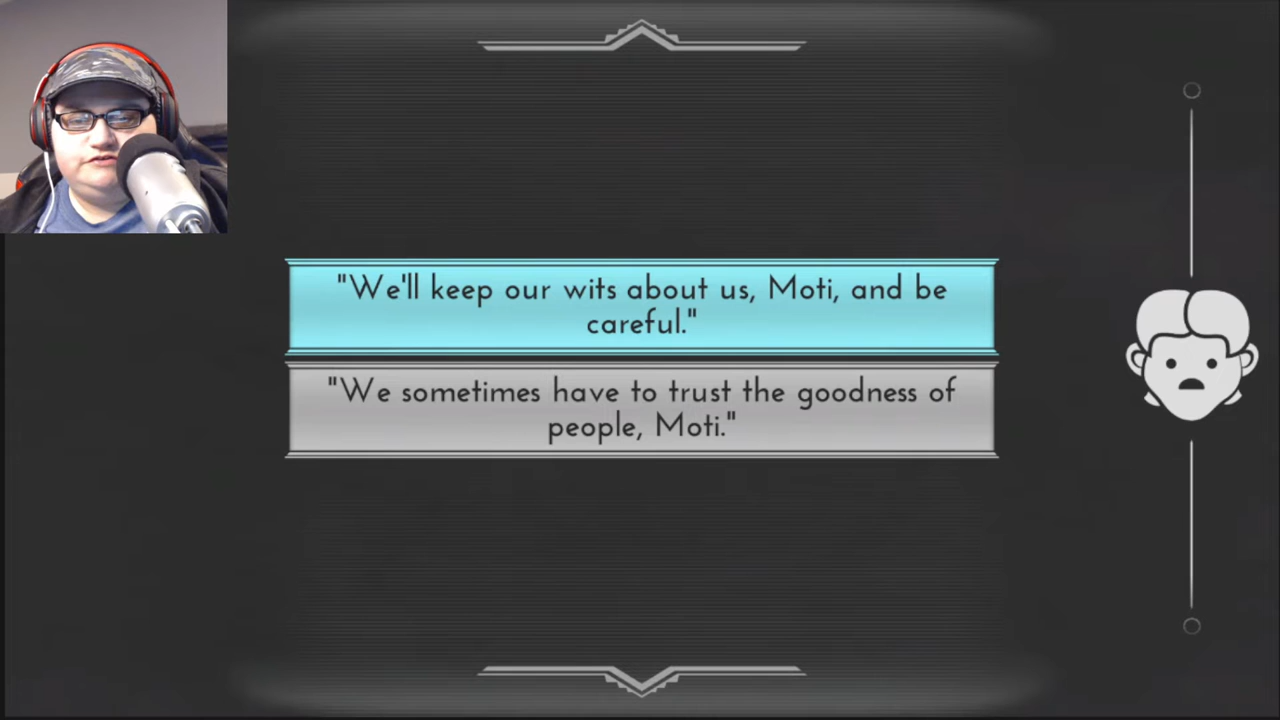 "We'll keep our wits about us, Moti, and be
careful."
"We sometimes have to trust the goodness of
people, Moti."